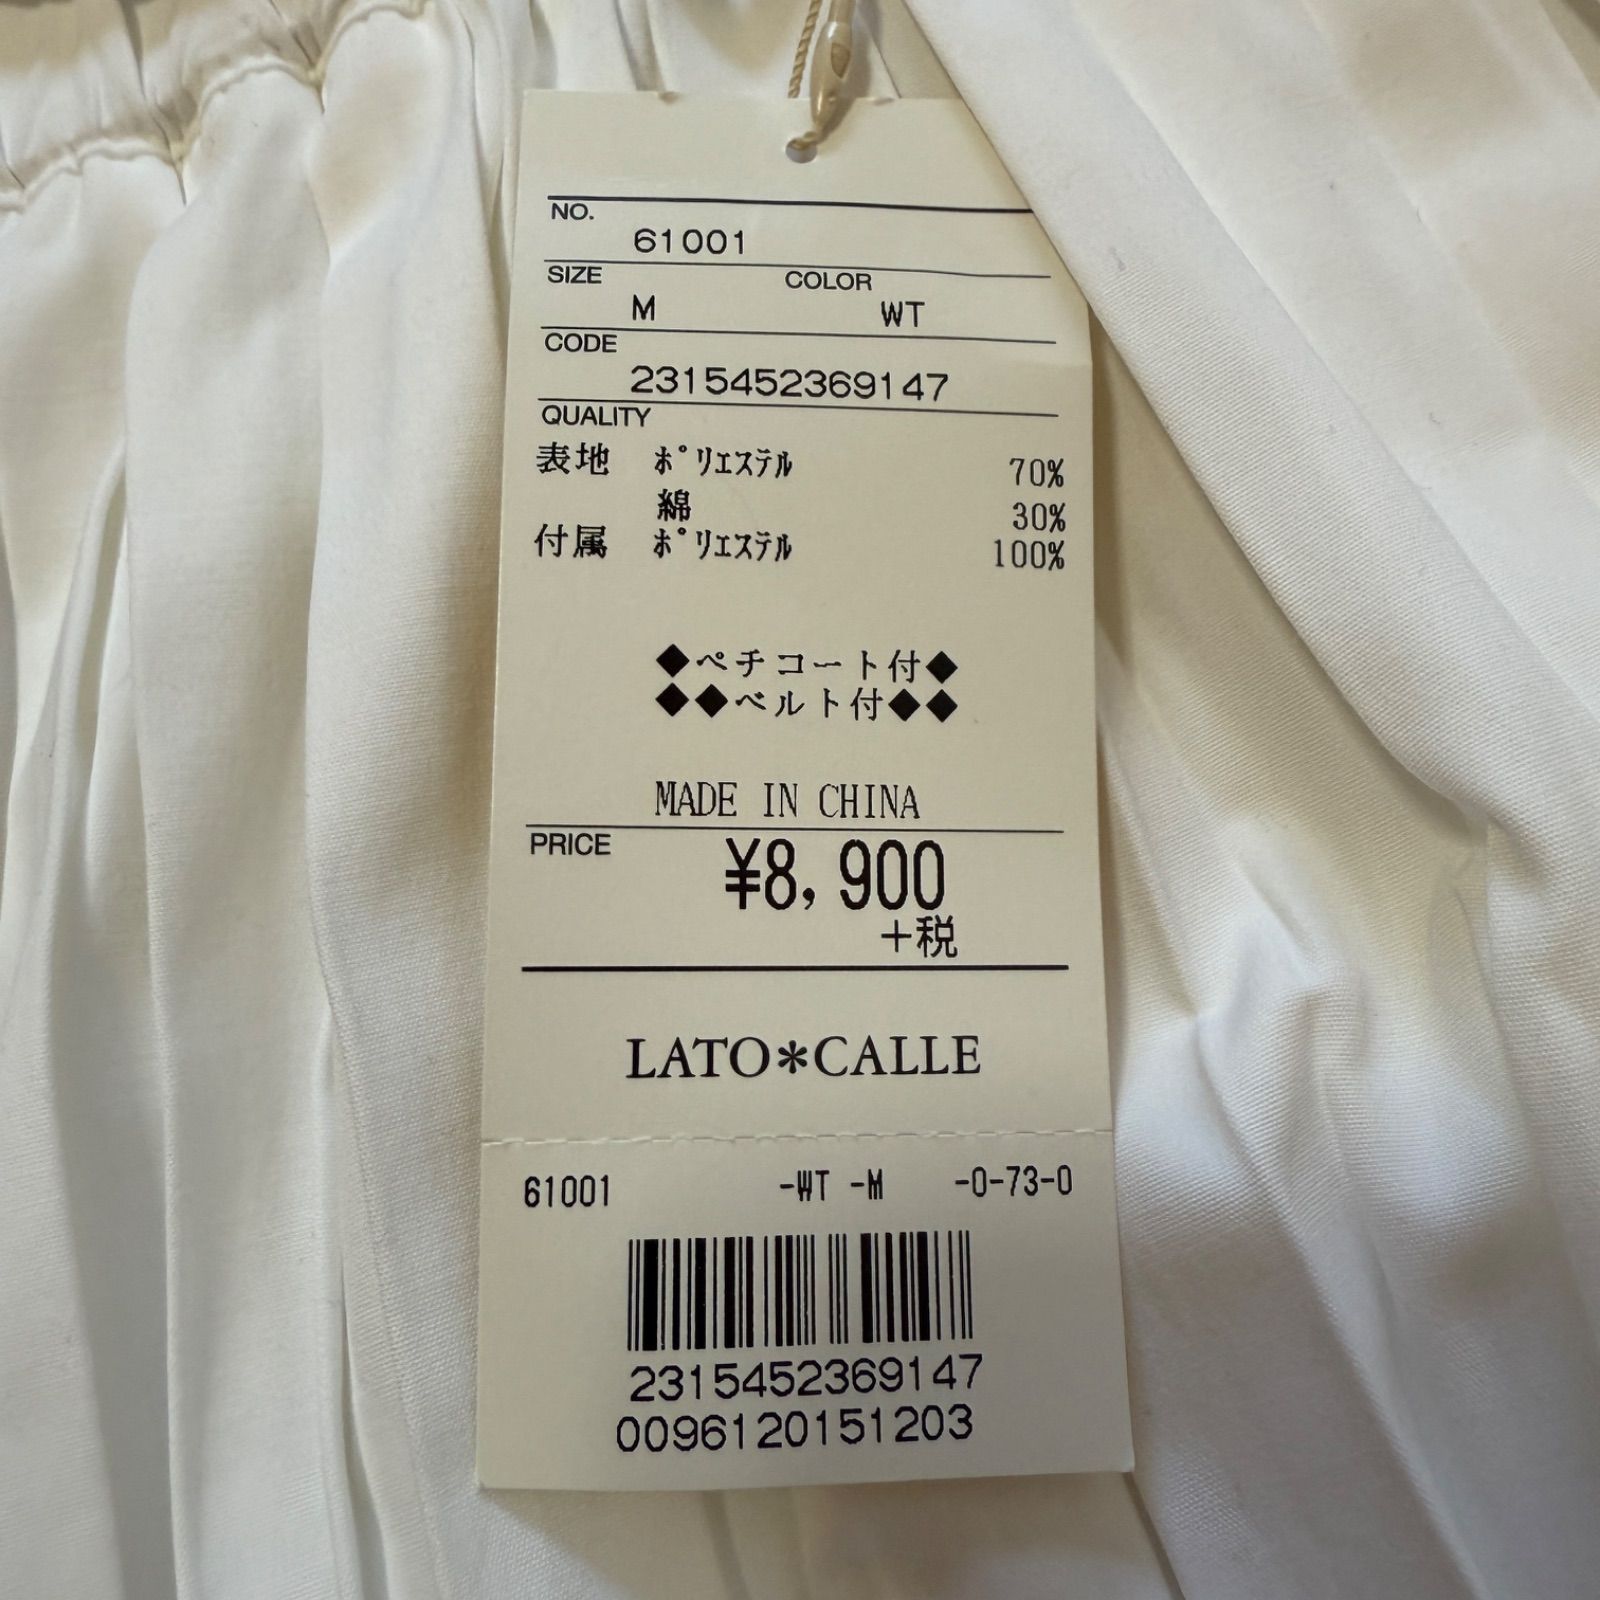 NO.
61001
SIZE COLOR
M WT
CODE
2315452369147
QUALITY
表地 ﾎﾟﾘｴｽﾃﾙ 70%
綿 30%
付属 ﾎﾟﾘｴｽﾃﾙ 100%
◆ペチコート付◆
◆◆ベルト付◆◆
MADE IN CHINA
PRICE ¥8,900
+税
LATO*CALLE
61001 -WT -M -0-73-0
2315452369147
0096120151203